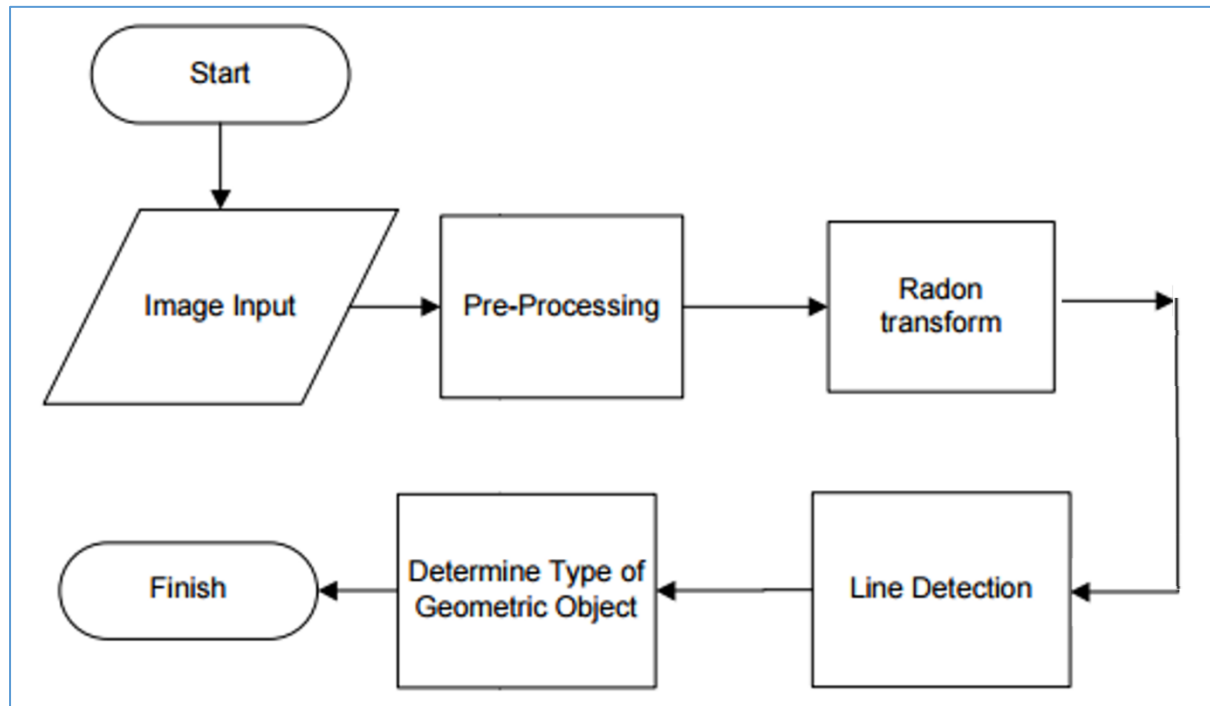 Start
Image Input
Pre-Processing
Radon
transform
Line Detection
Determine Type of
Geometric Object
Finish